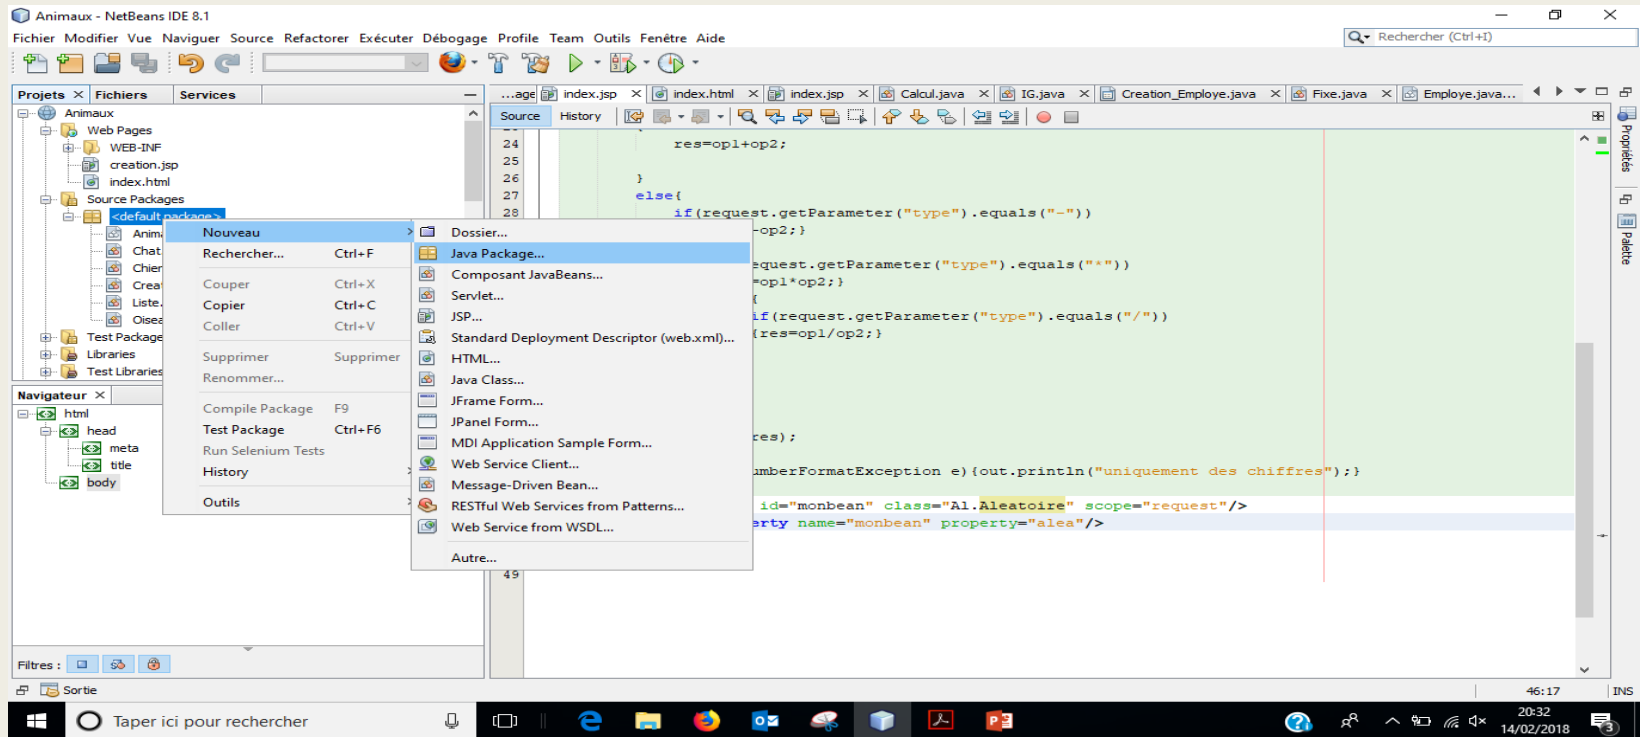 Animaux - NetBeans IDE 8.1
Fichier Modifier Vue Naviguer Source Refactorer Exécuter Débogage Profile Team Outils Fenêtre Aide
Rechercher (Ctrl+I)
Projets Fichiers Services
...age index.jsp index.html index.jsp Calcul.java IG.java Creation_Employe.java Fixe.java Employe.java...
Source History
Animaux
Web Pages
WEB-INF
creation.jsp
index.html
Source Packages
<default package>
Anima
Chat.
Chien
Creat
Liste.
Oisea
Test Package
Libraries
Test Libraries
Navigateur
html
head
meta
title
body
Filtres :
Nouveau
Rechercher... Ctrl+F
Couper Ctrl+X
Copier Ctrl+C
Coller Ctrl+V
Supprimer Supprimer
Renommer...
Compile Package F9
Test Package Ctrl+F6
Run Selenium Tests
History
Outils
Dossier...
Java Package...
Composant JavaBeans...
Servlet...
JSP...
Standard Deployment Descriptor (web.xml)...
HTML...
Java Class...
JFrame Form...
JPanel Form...
MDI Application Sample Form...
Web Service Client...
Message-Driven Bean...
RESTful Web Services from Patterns...
Web Service from WSDL...
Autre...
24 res=op1+op2;
25
26 }
27 else{
28 if(request.getParameter("type").equals("-"))
-op2;}
equest.getParameter("type").equals("*"))
=op1*op2;}
{
if(request.getParameter("type").equals("/"))
{res=op1/op2;}
res);
umberFormatException e){out.println("uniquement des chiffres");}
id="monbean" class="Al.Aleatoire" scope="request"/>
erty name="monbean" property="alea"/>
49
Propriétés
Palette
Sortie
46:17 INS
Taper ici pour rechercher
20:32
14/02/2018
3